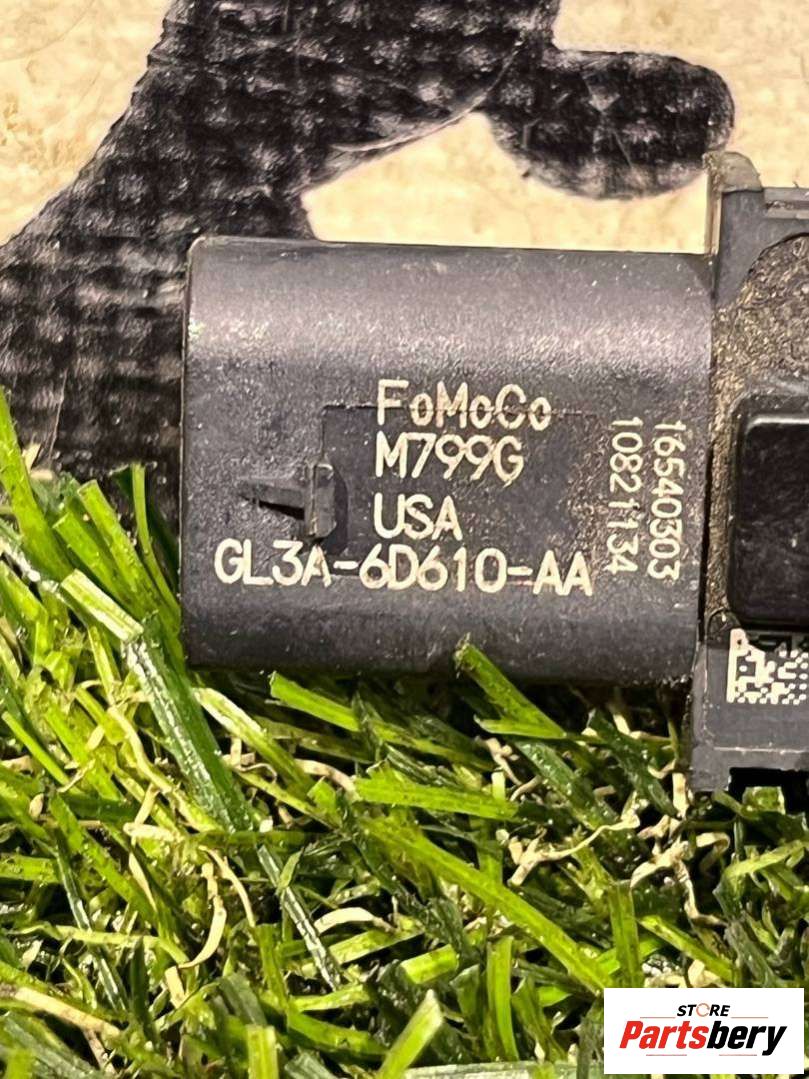 FoMoCo
M799G
USA
GL3A-6D610-AA
16540303
10821134
STORE
Partsbery